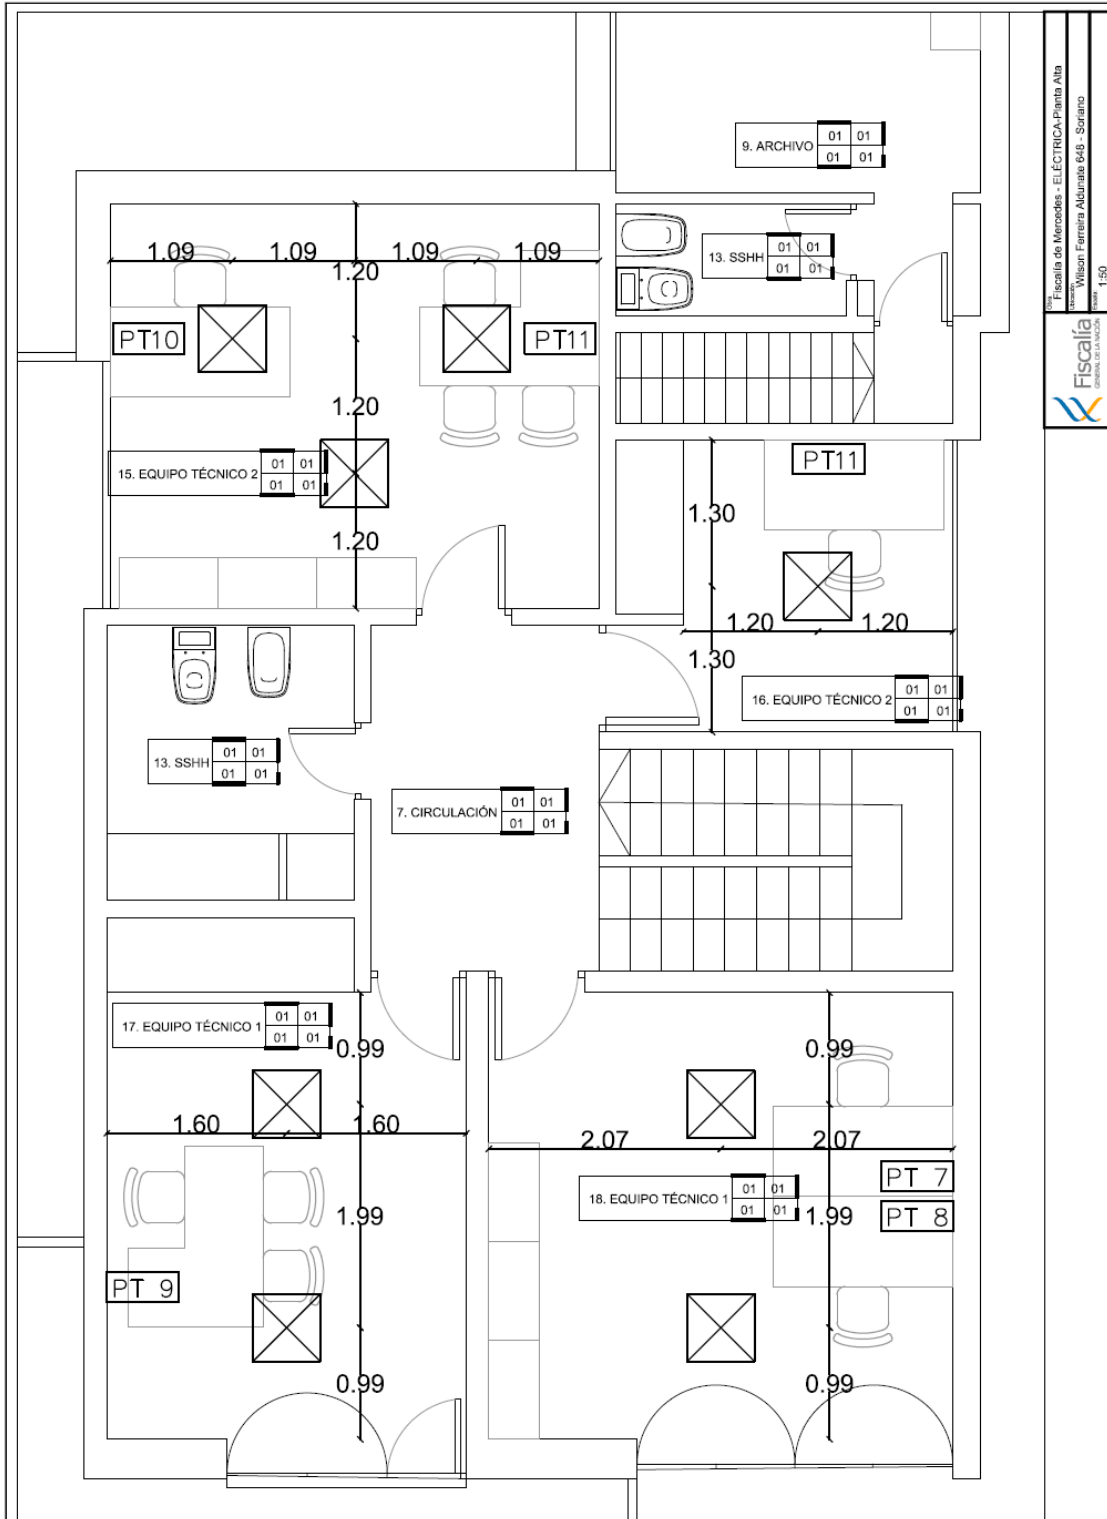 Obra:
Fiscalía de Mercedes - ELÉCTRICA-Planta Alta
Ubicación:
Wilson Ferreira Aldunate 648 - Soriano
Escala:
1:50
Fiscalía
GENERAL DE LA NACIÓN
9. ARCHIVO
01 01
01 01
13. SSHH
01 01
01 01
1.09 1.09 1.09 1.09
1.20
PT10
PT11
1.20
15. EQUIPO TÉCNICO 2
01 01
01 01
1.20
PT11
1.30
1.20 1.20
1.30
16. EQUIPO TÉCNICO 2
01 01
01 01
13. SSHH
01 01
01 01
7. CIRCULACIÓN
01 01
01 01
17. EQUIPO TÉCNICO 1
01 01
01 01
0.99
1.60 1.60
1.99
PT 9
0.99
0.99
2.07 2.07
PT 7
18. EQUIPO TÉCNICO 1
01 01
01 01
1.99
PT 8
0.99